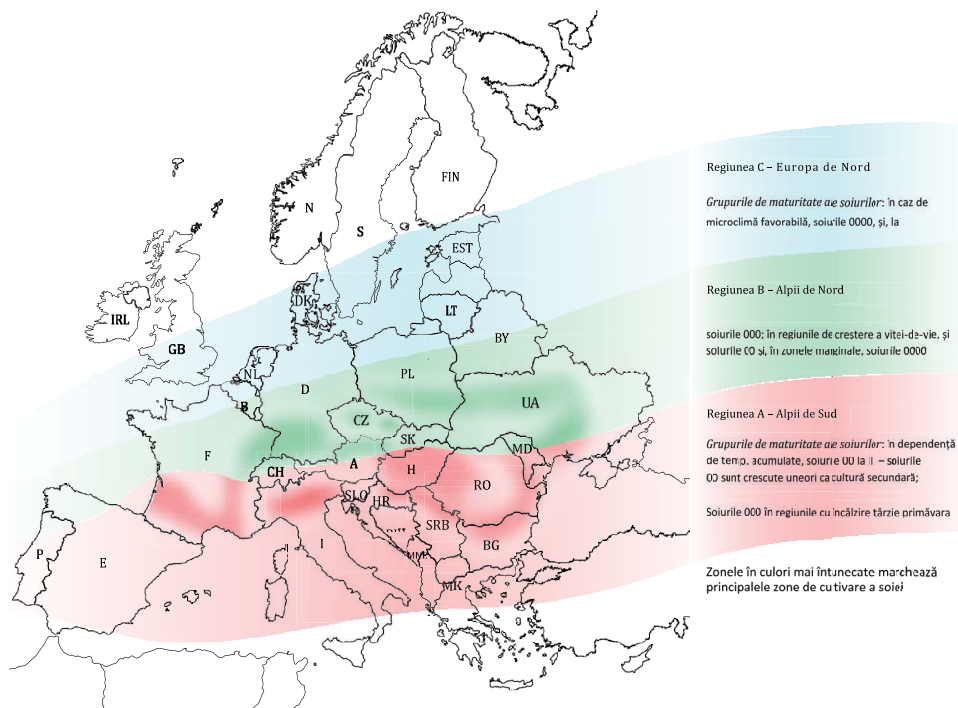 FIN
N
S
EST
DK
IRL
LT
GB
BY
NL
PL
D
B
UA
CZ
SK
F
MD
CH
A
H
RO
SLO
HR
SRB
P
E
I
BG
MK
Regiunea C – Europa de Nord
Grupurile de maturitate ale soiurilor: în caz de
microclimă favorabilă, soiurile 0000, și, la
Regiunea B – Alpii de Nord
soiurile 000; în regiunile de creștere a viței-de-vie, și
soiurile 00 și, în zonele marginale, soiurile 0000
Regiunea A – Alpii de Sud
Grupurile de maturitate ale soiurilor: în dependență
de temp. acumulate, soiurile 00 la II – soiurile
00 sunt crescute uneori ca cultură secundară;
Soiurile 000 în regiunile cu încălzire târzie primăvara
Zonele în culori mai întunecate marchează
principalele zone de cultivare a soiei